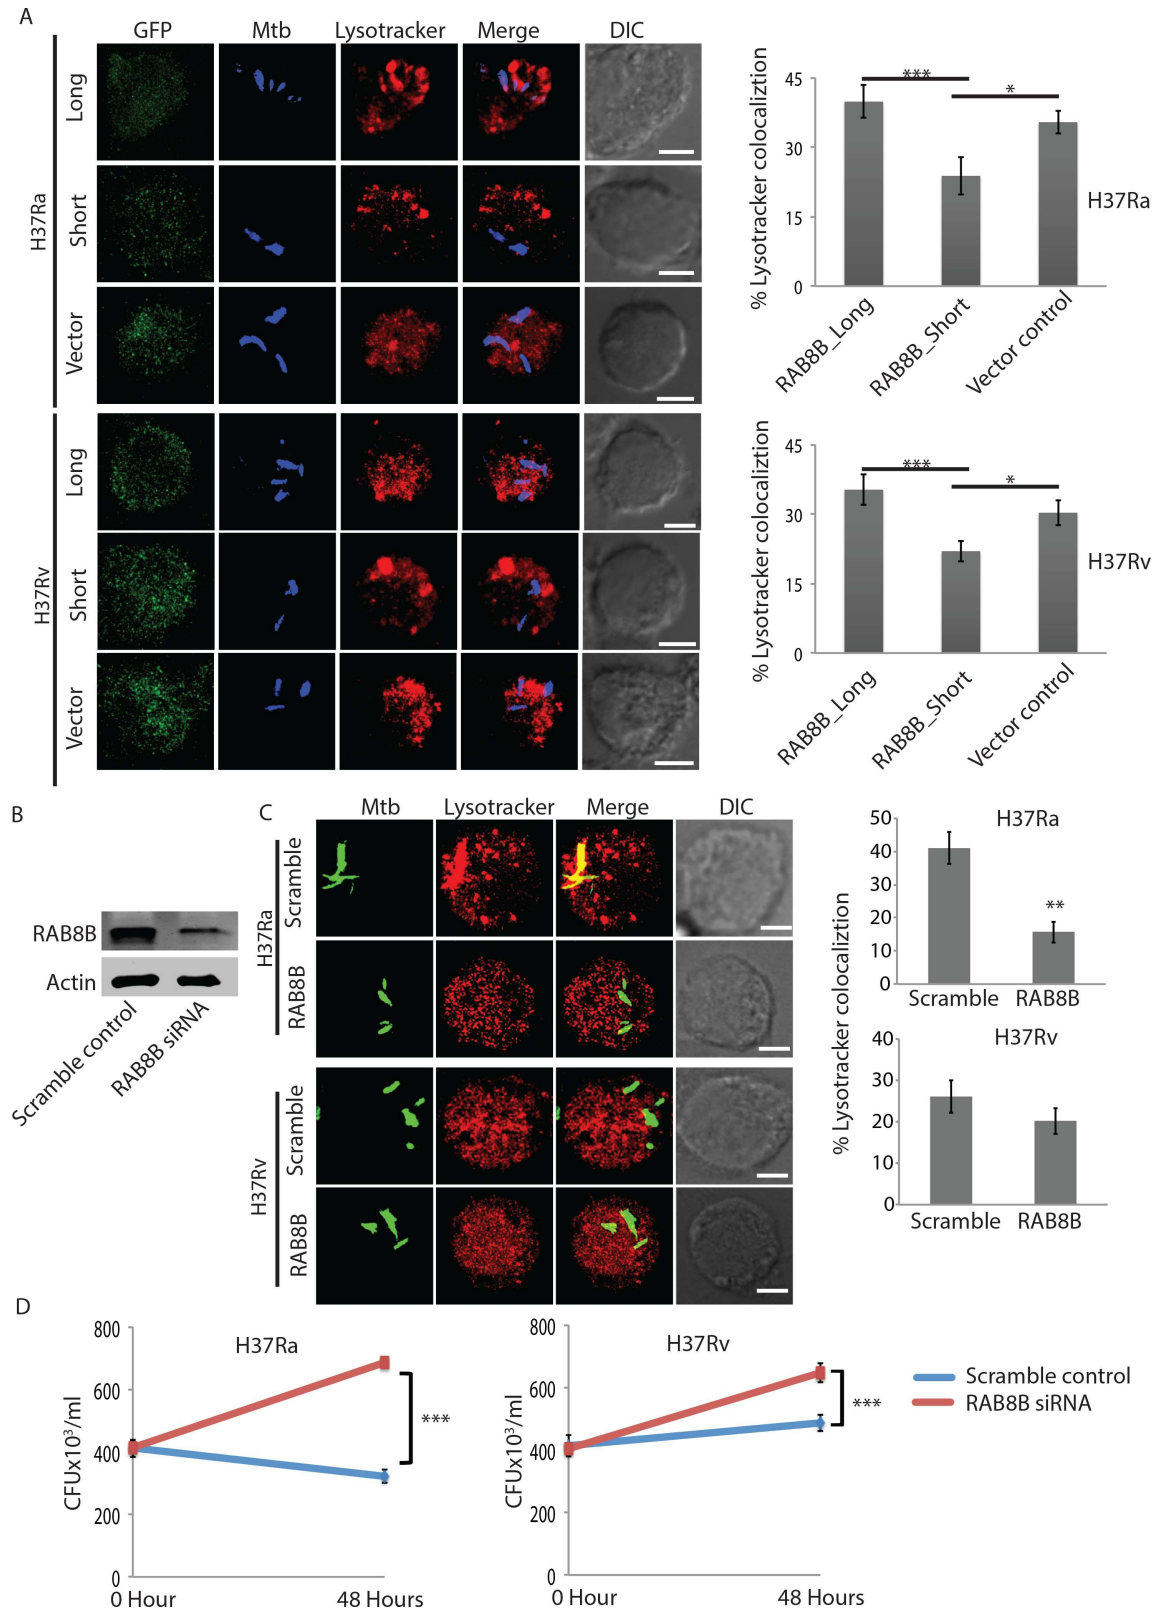 A
GFP Mtb Lysotracker Merge DIC
H37Ra
Long
Short
Vector
H37Rv
Long
Short
Vector
% Lysotracker colocaliztion
45
30
15
0
***
*
H37Ra
RAB8B_Long
RAB8B_Short
Vector control
% Lysotracker colocaliztion
45
30
15
0
***
*
H37Rv
RAB8B_Long
RAB8B_Short
Vector control
B
RAB8B
Actin
Scramble control
RAB8B siRNA
C
Mtb Lysotracker Merge DIC
H37Ra
Scramble
RAB8B
H37Rv
Scramble
RAB8B
% Lysotracker colocaliztion
H37Ra
50
40
30
20
10
0
**
Scramble RAB8B
H37Rv
40
30
20
10
0
Scramble RAB8B
D
H37Ra
CFUx10³/ml
800
600
400
200
0
***
0 Hour 48 Hours
H37Rv
CFUx10³/ml
800
600
400
200
0
***
0 Hour 48 Hours
Scramble control
RAB8B siRNA